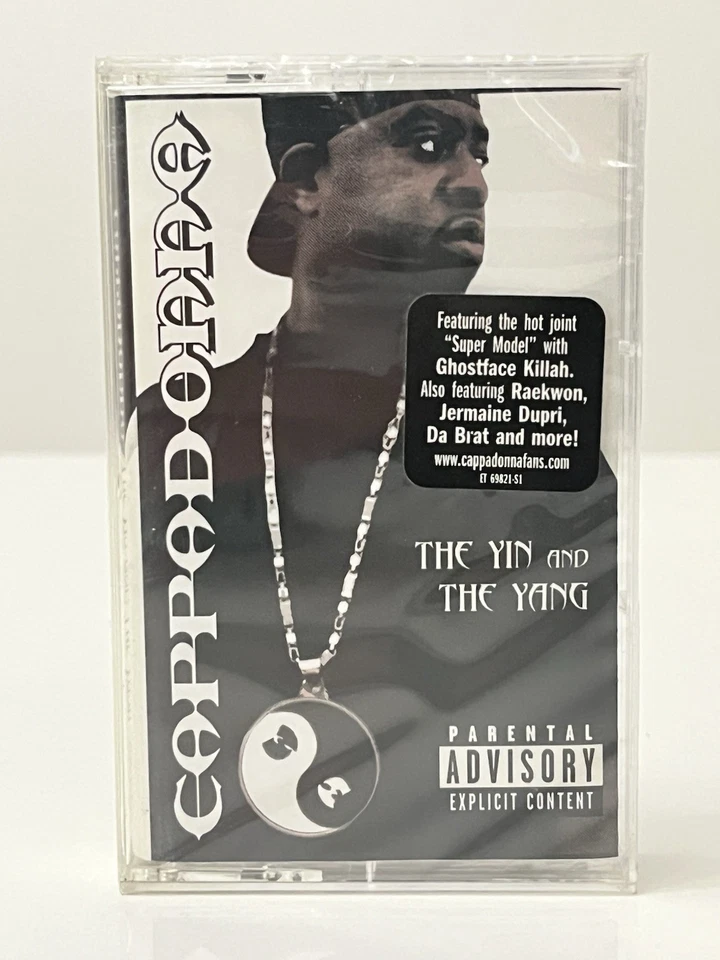 CAPPADONNA
Featuring the hot joint
"Super Model" with
Ghostface Killah.
Also featuring Raekwon,
Jermaine Dupri,
Da Brat and more!
www.cappadonnafans.com
ET 69821-S1
THE YIN AND
THE YANG
PARENTAL
ADVISORY
EXPLICIT CONTENT